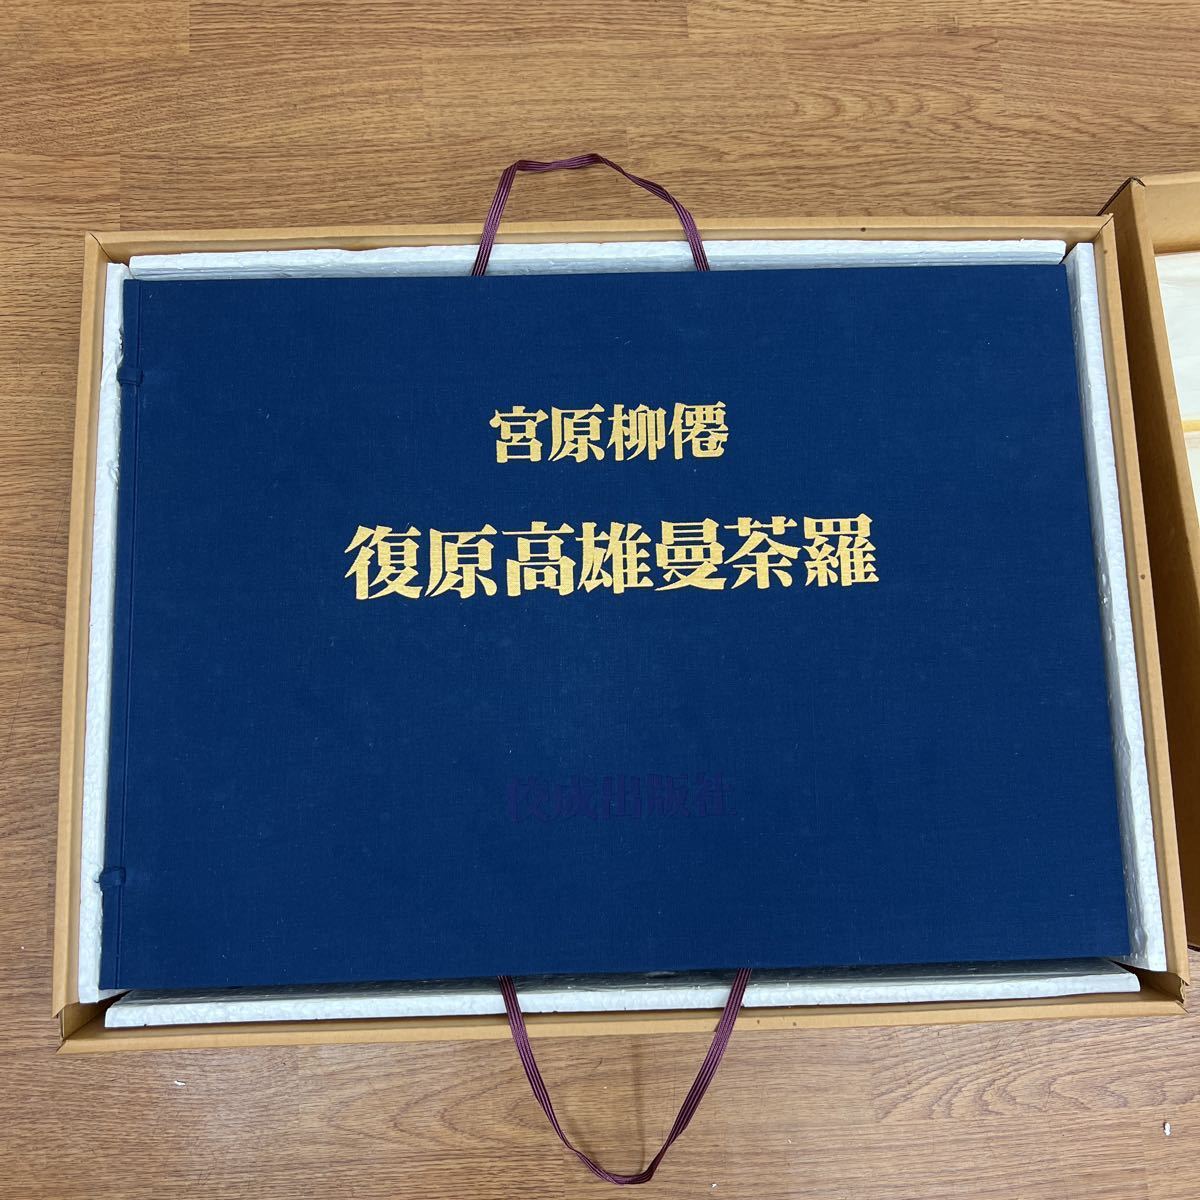 宮原柳僊
復原高雄曼荼羅
佼成出版社